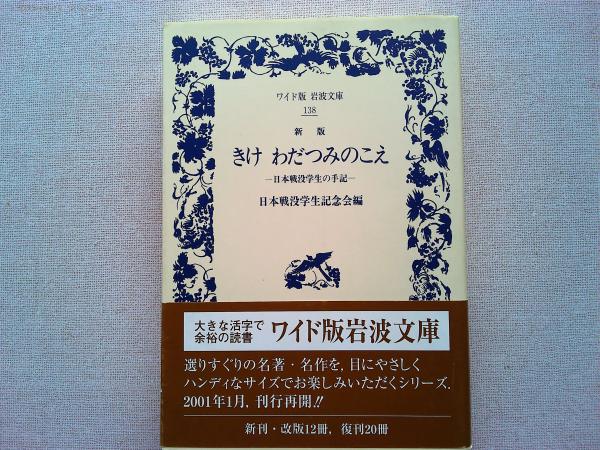 ワイド版 岩波文庫
138
新版
きけ わだつみのこえ
―日本戦没学生の手記―
日本戦没学生記念会編
大きな活字で
余裕の読書
ワイド版岩波文庫
選りすぐりの名著・名作を，目にやさしく
ハンディなサイズでお楽しみいただくシリーズ．
2001年1月，刊行再開!!
新刊・改版12冊，復刊20冊